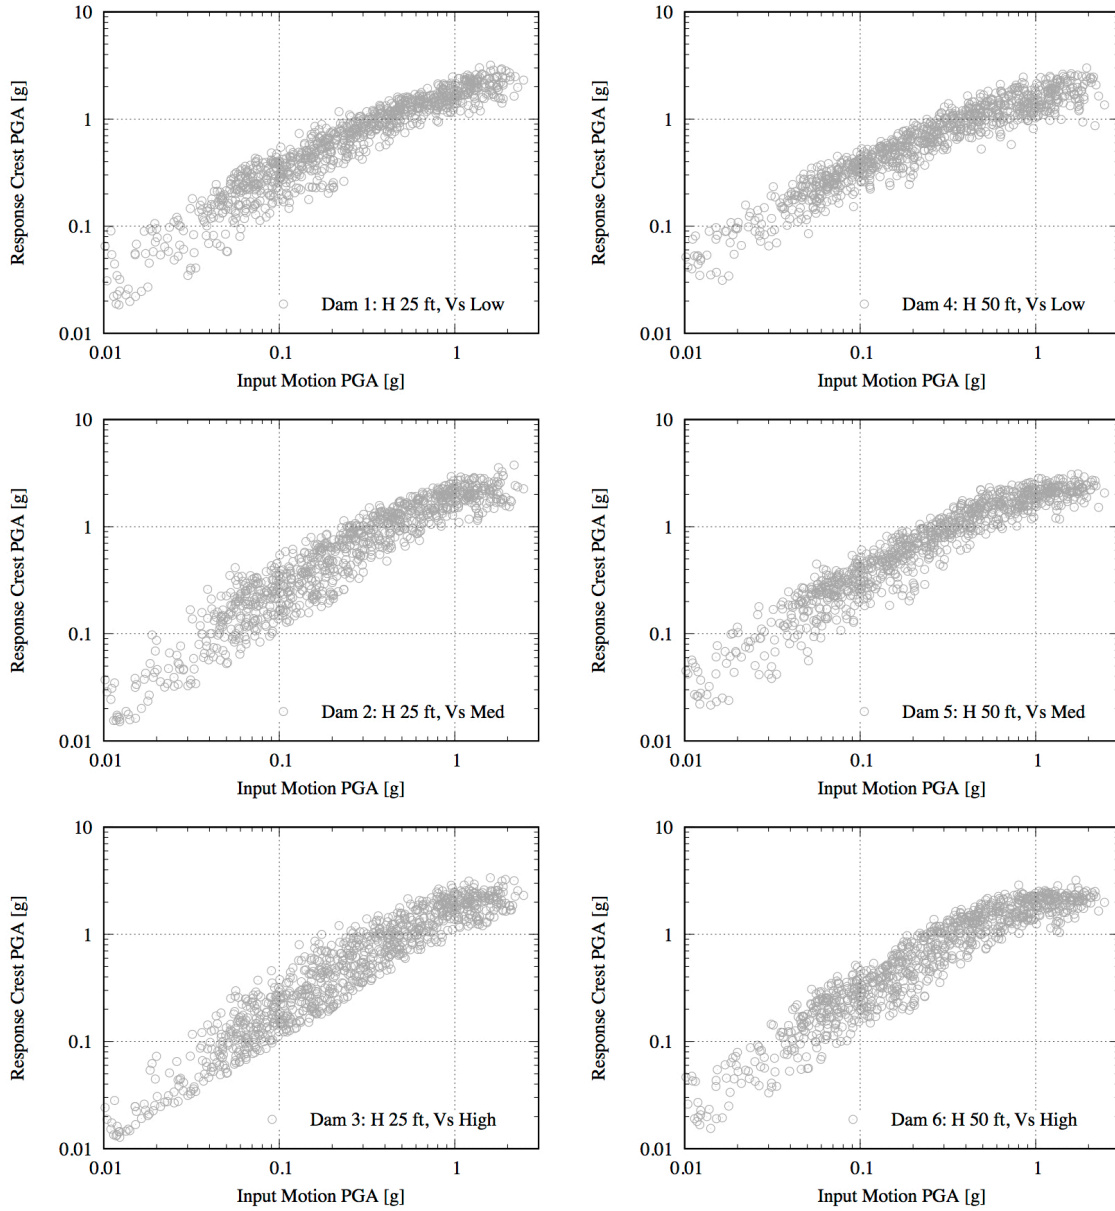 10
1
0.1
0.01
Response Crest PGA [g]
Dam 1: H 25 ft, Vs Low
0.01 0.1 1
Input Motion PGA [g]
10
1
0.1
0.01
Response Crest PGA [g]
Dam 4: H 50 ft, Vs Low
0.01 0.1 1
Input Motion PGA [g]
10
1
0.1
0.01
Response Crest PGA [g]
Dam 2: H 25 ft, Vs Med
0.01 0.1 1
Input Motion PGA [g]
10
1
0.1
0.01
Response Crest PGA [g]
Dam 5: H 50 ft, Vs Med
0.01 0.1 1
Input Motion PGA [g]
10
1
0.1
0.01
Response Crest PGA [g]
Dam 3: H 25 ft, Vs High
0.01 0.1 1
Input Motion PGA [g]
10
1
0.1
0.01
Response Crest PGA [g]
Dam 6: H 50 ft, Vs High
0.01 0.1 1
Input Motion PGA [g]